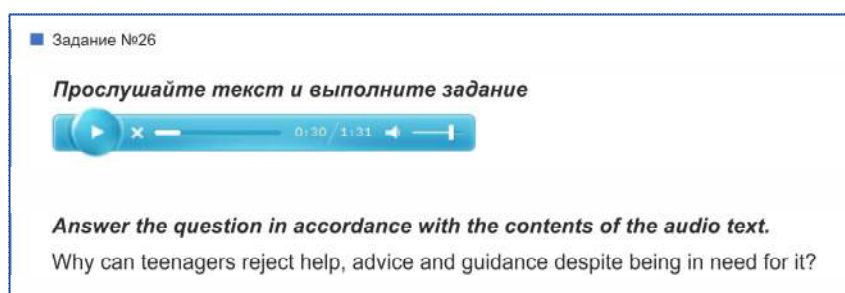 Задание №26
Прослушайте текст и выполните задание
0:30/1:31
Answer the question in accordance with the contents of the audio text.
Why can teenagers reject help, advice and guidance despite being in need for it?